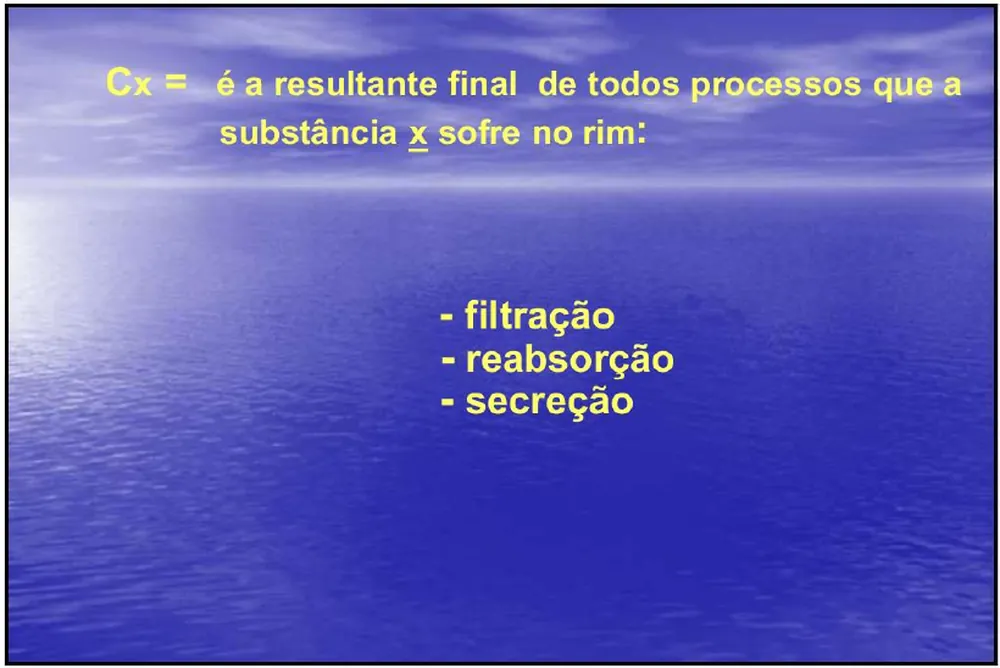 Cx = é a resultante final de todos processos que a
substância x sofre no rim:
- filtração
- reabsorção
- secreção